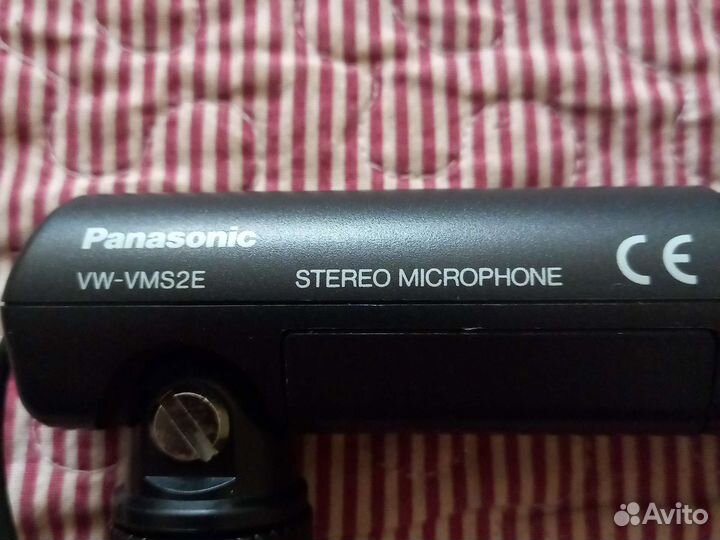 Panasonic
VW-VMS2E STEREO MICROPHONE CE
Avito